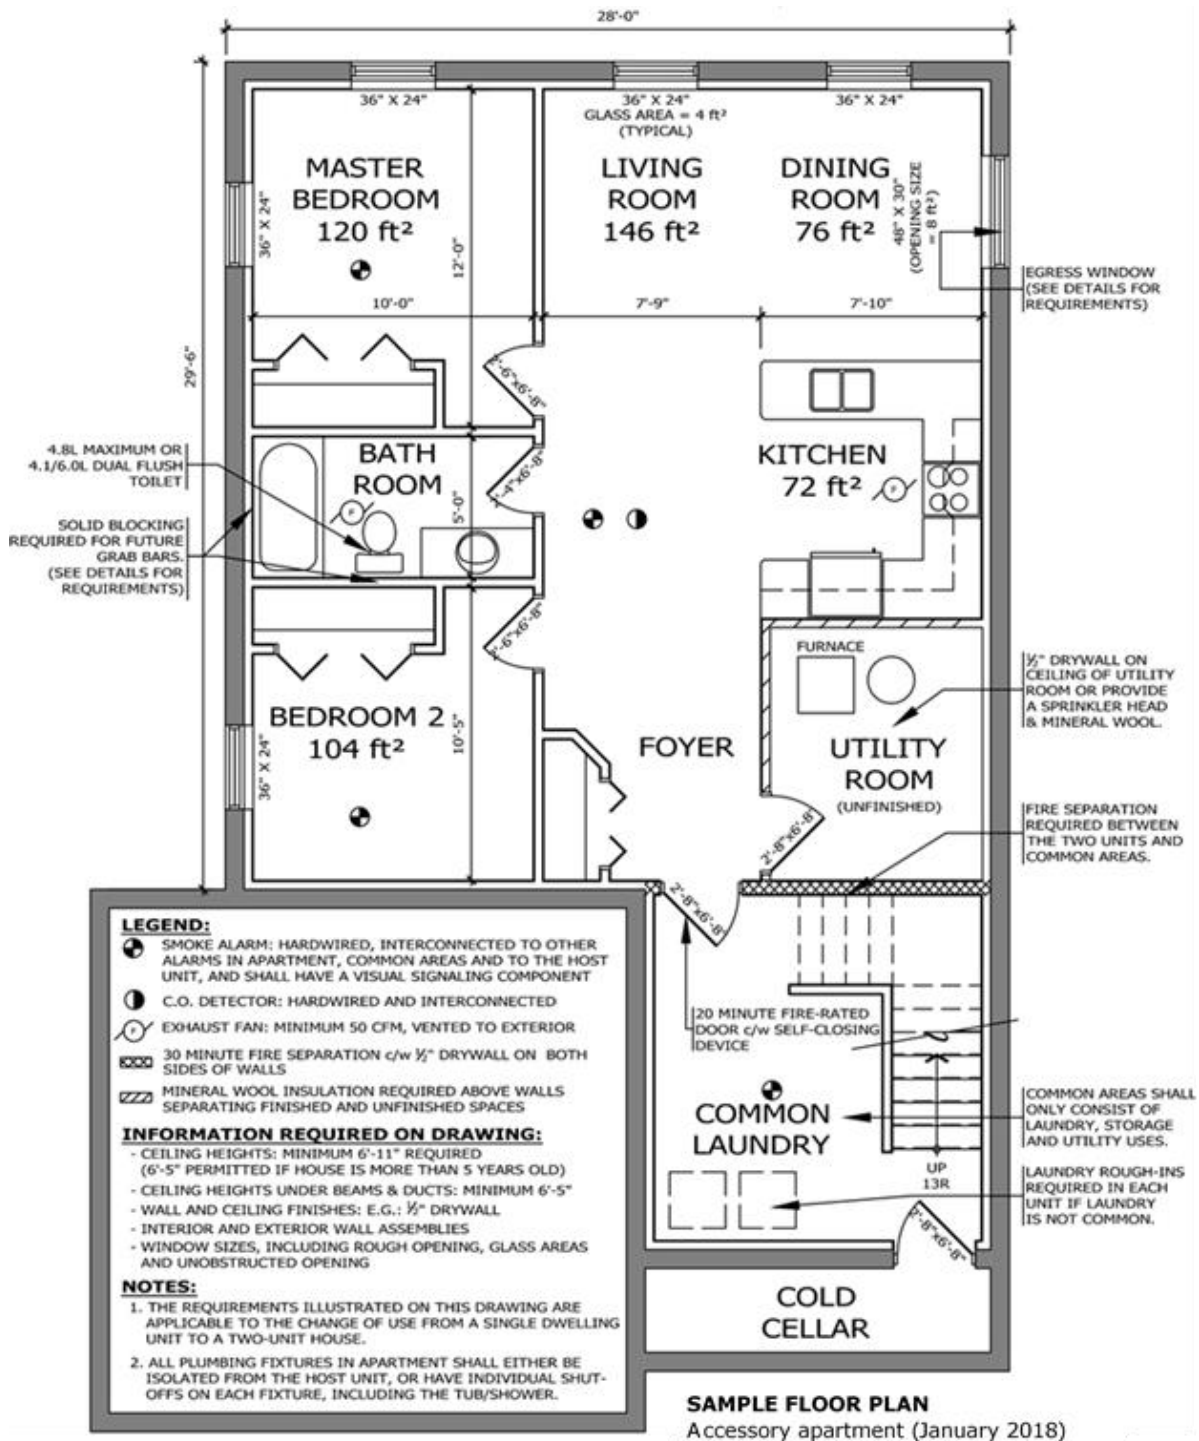 28'-0"
36" X 24"
36" X 24"
GLASS AREA = 4 ft²
(TYPICAL)
36" X 24"
MASTER
BEDROOM
120 ft²
LIVING
ROOM
146 ft²
DINING
ROOM
76 ft²
36" X 24"
12'-0"
48" X 30"
(OPENING SIZE
= 8 ft²)
EGRESS WINDOW
(SEE DETAILS FOR
REQUIREMENTS)
10'-0"
7'-9"
7'-10"
29'-6"
2'-6"x6'-8"
4.8L MAXIMUM OR
4.1/6.0L DUAL FLUSH
TOILET
BATH
ROOM
2'-4"x6'-8"
5'-0"
F
KITCHEN
72 ft²
F
SOLID BLOCKING
REQUIRED FOR FUTURE
GRAB BARS.
(SEE DETAILS FOR
REQUIREMENTS)
2'-6"x6'-8"
FURNACE
½" DRYWALL ON
CEILING OF UTILITY
ROOM OR PROVIDE
A SPRINKLER HEAD
& MINERAL WOOL.
BEDROOM 2
104 ft²
36" X 24"
10'-5"
FOYER
UTILITY
ROOM
(UNFINISHED)
2'-8"x6'-8"
FIRE SEPARATION
REQUIRED BETWEEN
THE TWO UNITS AND
COMMON AREAS.
2'-8"x6'-8"
LEGEND:
SMOKE ALARM: HARDWIRED, INTERCONNECTED TO OTHER
ALARMS IN APARTMENT, COMMON AREAS AND TO THE HOST
UNIT, AND SHALL HAVE A VISUAL SIGNALING COMPONENT
C.O. DETECTOR: HARDWIRED AND INTERCONNECTED
F EXHAUST FAN: MINIMUM 50 CFM, VENTED TO EXTERIOR
30 MINUTE FIRE SEPARATION c/w ½" DRYWALL ON BOTH
SIDES OF WALLS
MINERAL WOOL INSULATION REQUIRED ABOVE WALLS
SEPARATING FINISHED AND UNFINISHED SPACES
INFORMATION REQUIRED ON DRAWING:
- CEILING HEIGHTS: MINIMUM 6'-11" REQUIRED
(6'-5" PERMITTED IF HOUSE IS MORE THAN 5 YEARS OLD)
- CEILING HEIGHTS UNDER BEAMS & DUCTS: MINIMUM 6'-5"
- WALL AND CEILING FINISHES: E.G.: ½" DRYWALL
- INTERIOR AND EXTERIOR WALL ASSEMBLIES
- WINDOW SIZES, INCLUDING ROUGH OPENING, GLASS AREAS
AND UNOBSTRUCTED OPENING
NOTES:
1. THE REQUIREMENTS ILLUSTRATED ON THIS DRAWING ARE
APPLICABLE TO THE CHANGE OF USE FROM A SINGLE DWELLING
UNIT TO A TWO-UNIT HOUSE.
2. ALL PLUMBING FIXTURES IN APARTMENT SHALL EITHER BE
ISOLATED FROM THE HOST UNIT, OR HAVE INDIVIDUAL SHUT-
OFFS ON EACH FIXTURE, INCLUDING THE TUB/SHOWER.
20 MINUTE FIRE-RATED
DOOR c/w SELF-CLOSING
DEVICE
COMMON
LAUNDRY
UP
13R
COMMON AREAS SHALL
ONLY CONSIST OF
LAUNDRY, STORAGE
AND UTILITY USES.
LAUNDRY ROUGH-INS
REQUIRED IN EACH
UNIT IF LAUNDRY
IS NOT COMMON.
2'-8"x6'-8"
COLD
CELLAR
SAMPLE FLOOR PLAN
Accessory apartment (January 2018)